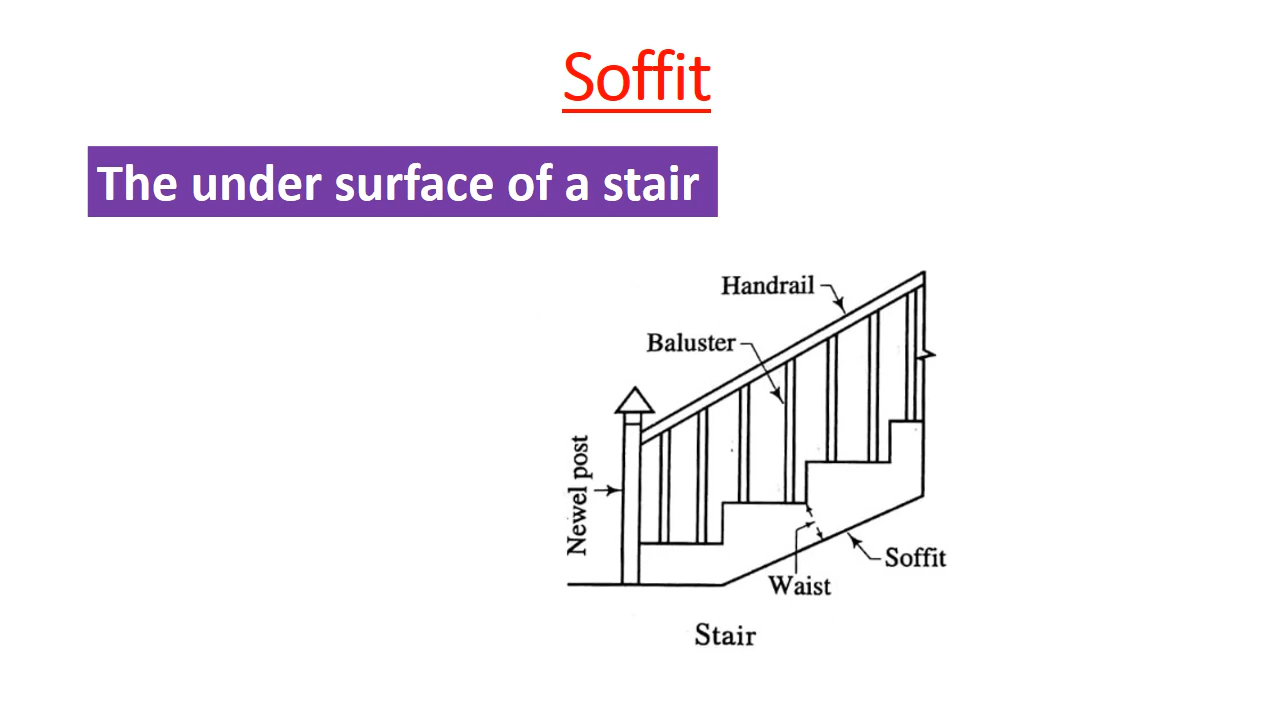 Soffit
The under surface of a stair
Handrail
Baluster
Newel post
Soffit
Waist
Stair